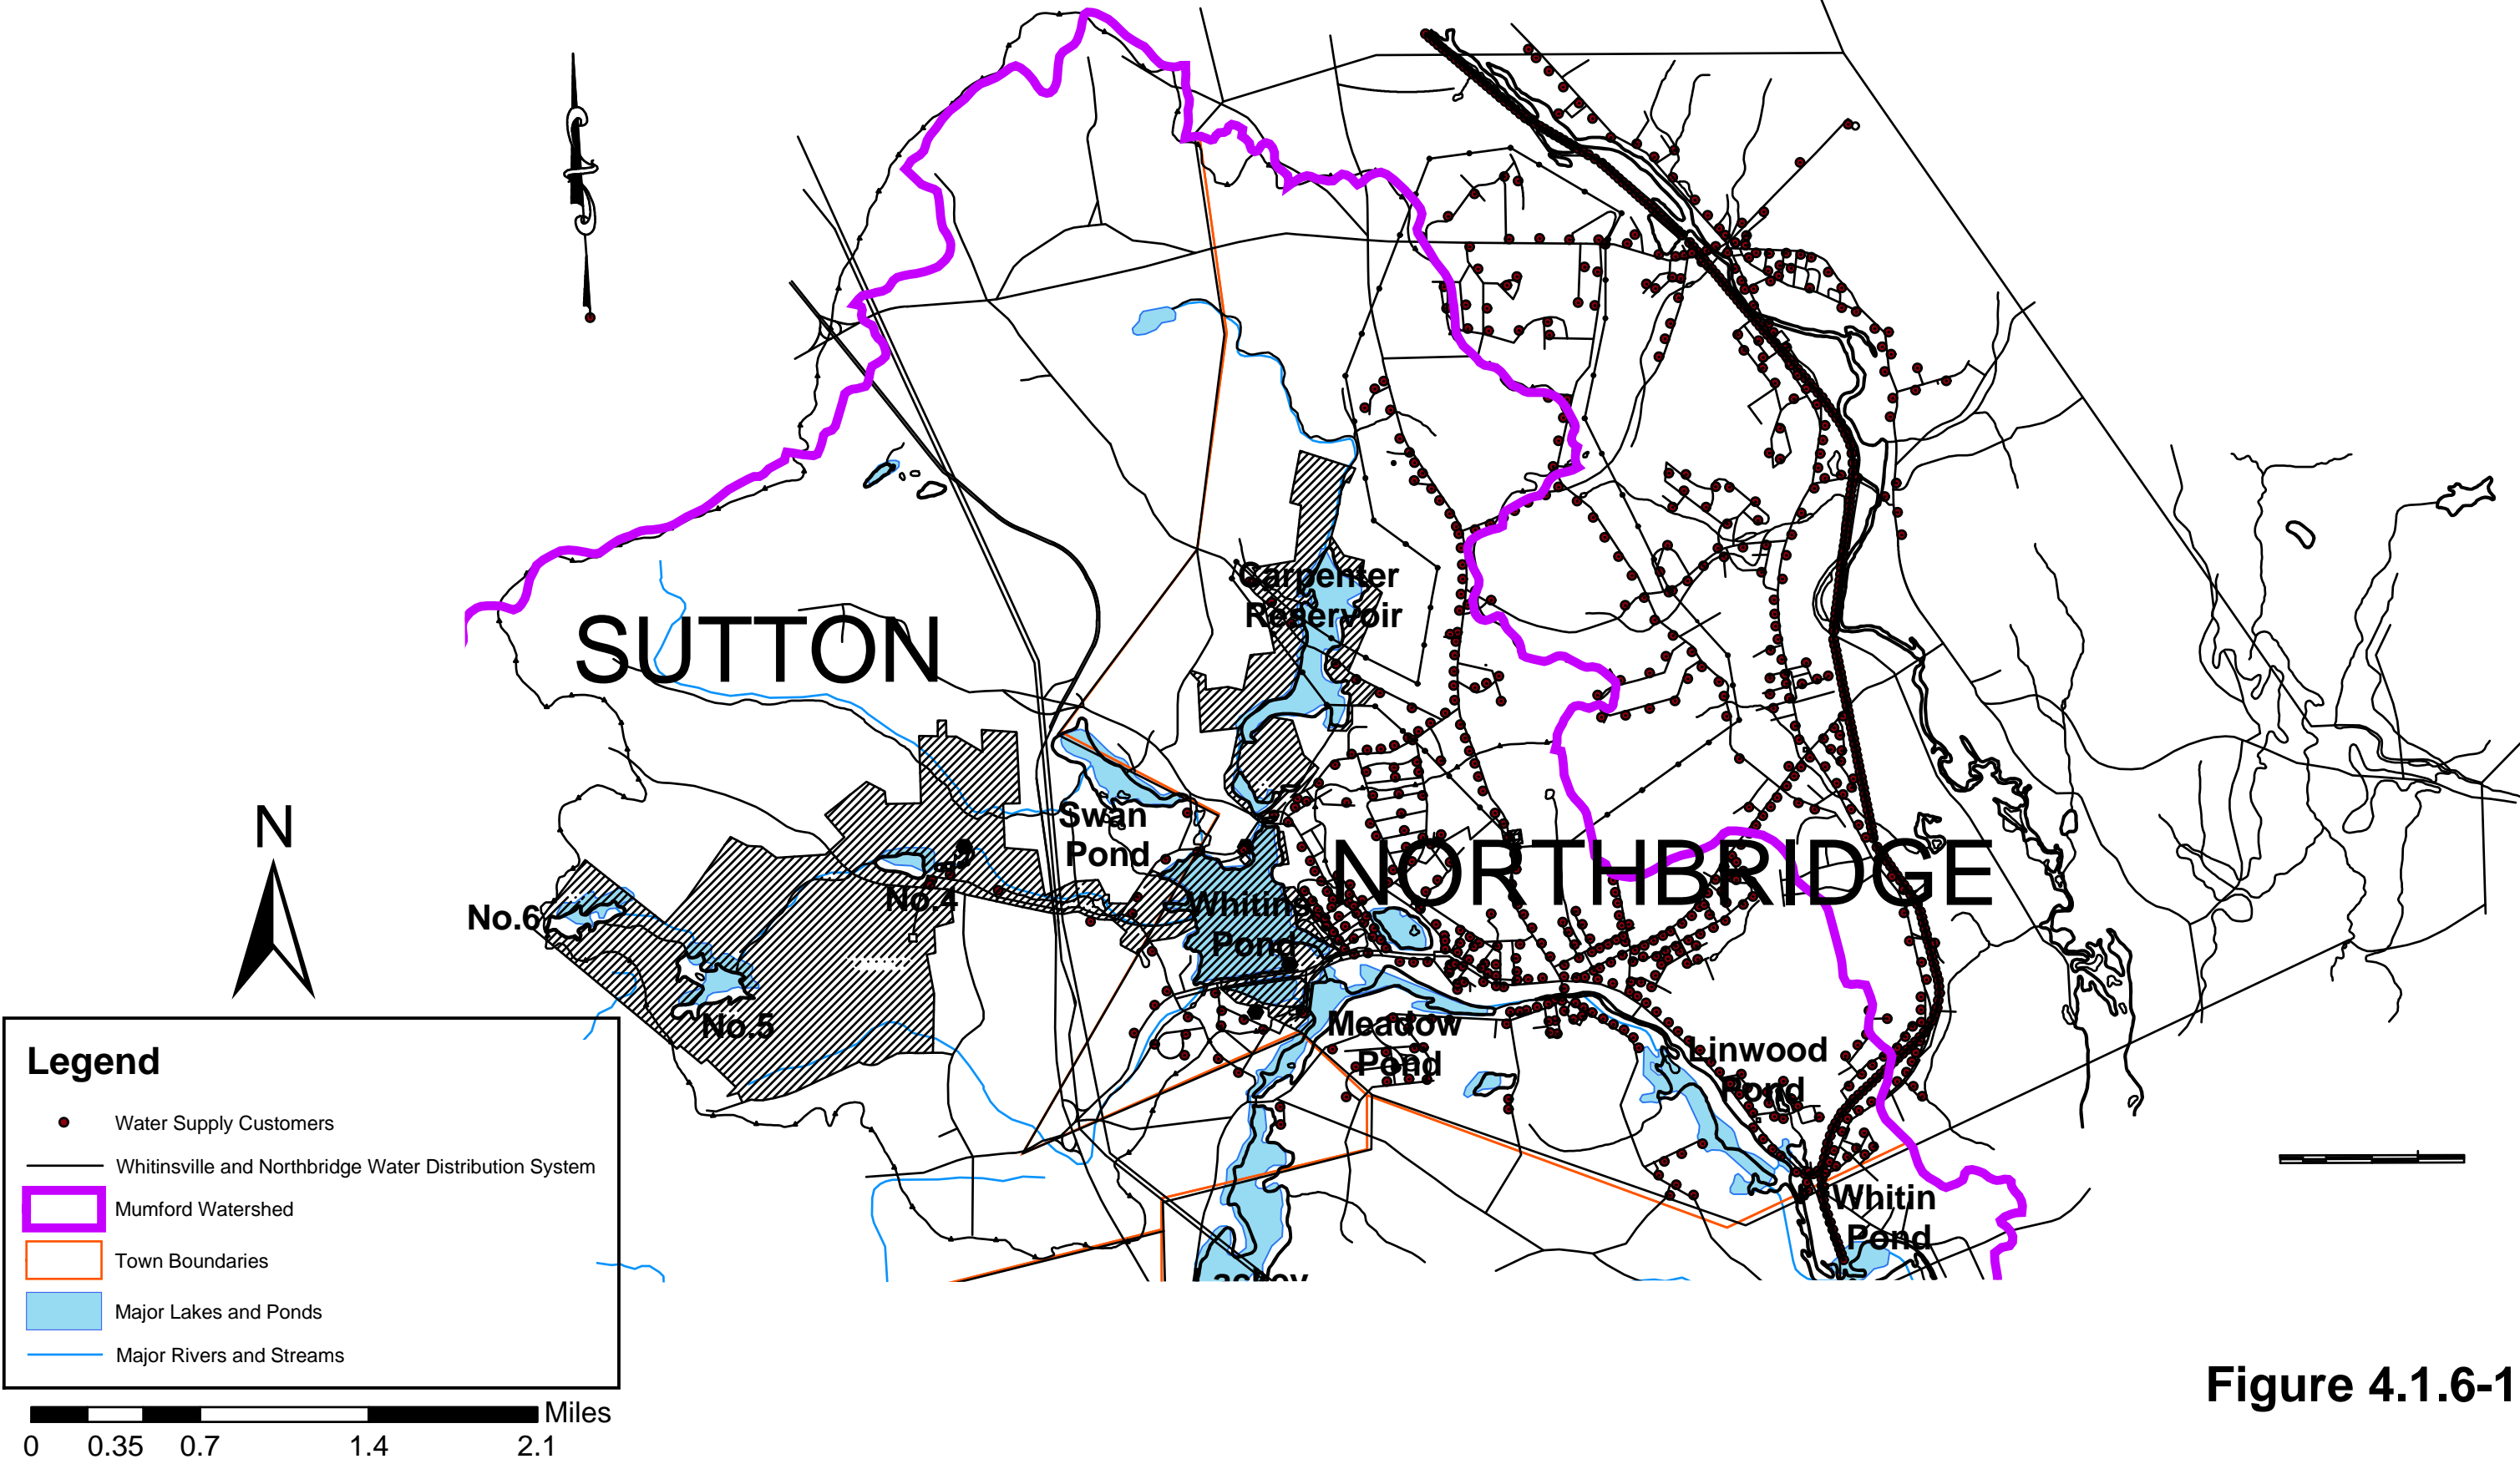 Carpenter
Reservoir
SUTTON
N
Swan
Pond
NORTHBRIDGE
No.4
No.6
Whitins
Pond
No.5
Meadow
Pond
Linwood
Pond
Whitin
Pond
Legend
Water Supply Customers
Whitinsville and Northbridge Water Distribution System
Mumford Watershed
Town Boundaries
Major Lakes and Ponds
Major Rivers and Streams
Miles
0 0.35 0.7 1.4 2.1
Figure 4.1.6-1